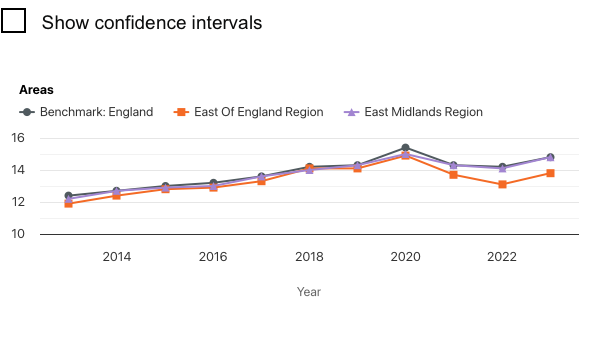 Show confidence intervals
Areas
Benchmark: England East Of England Region East Midlands Region
16
14
12
10
2014 2016 2018 2020 2022
Year